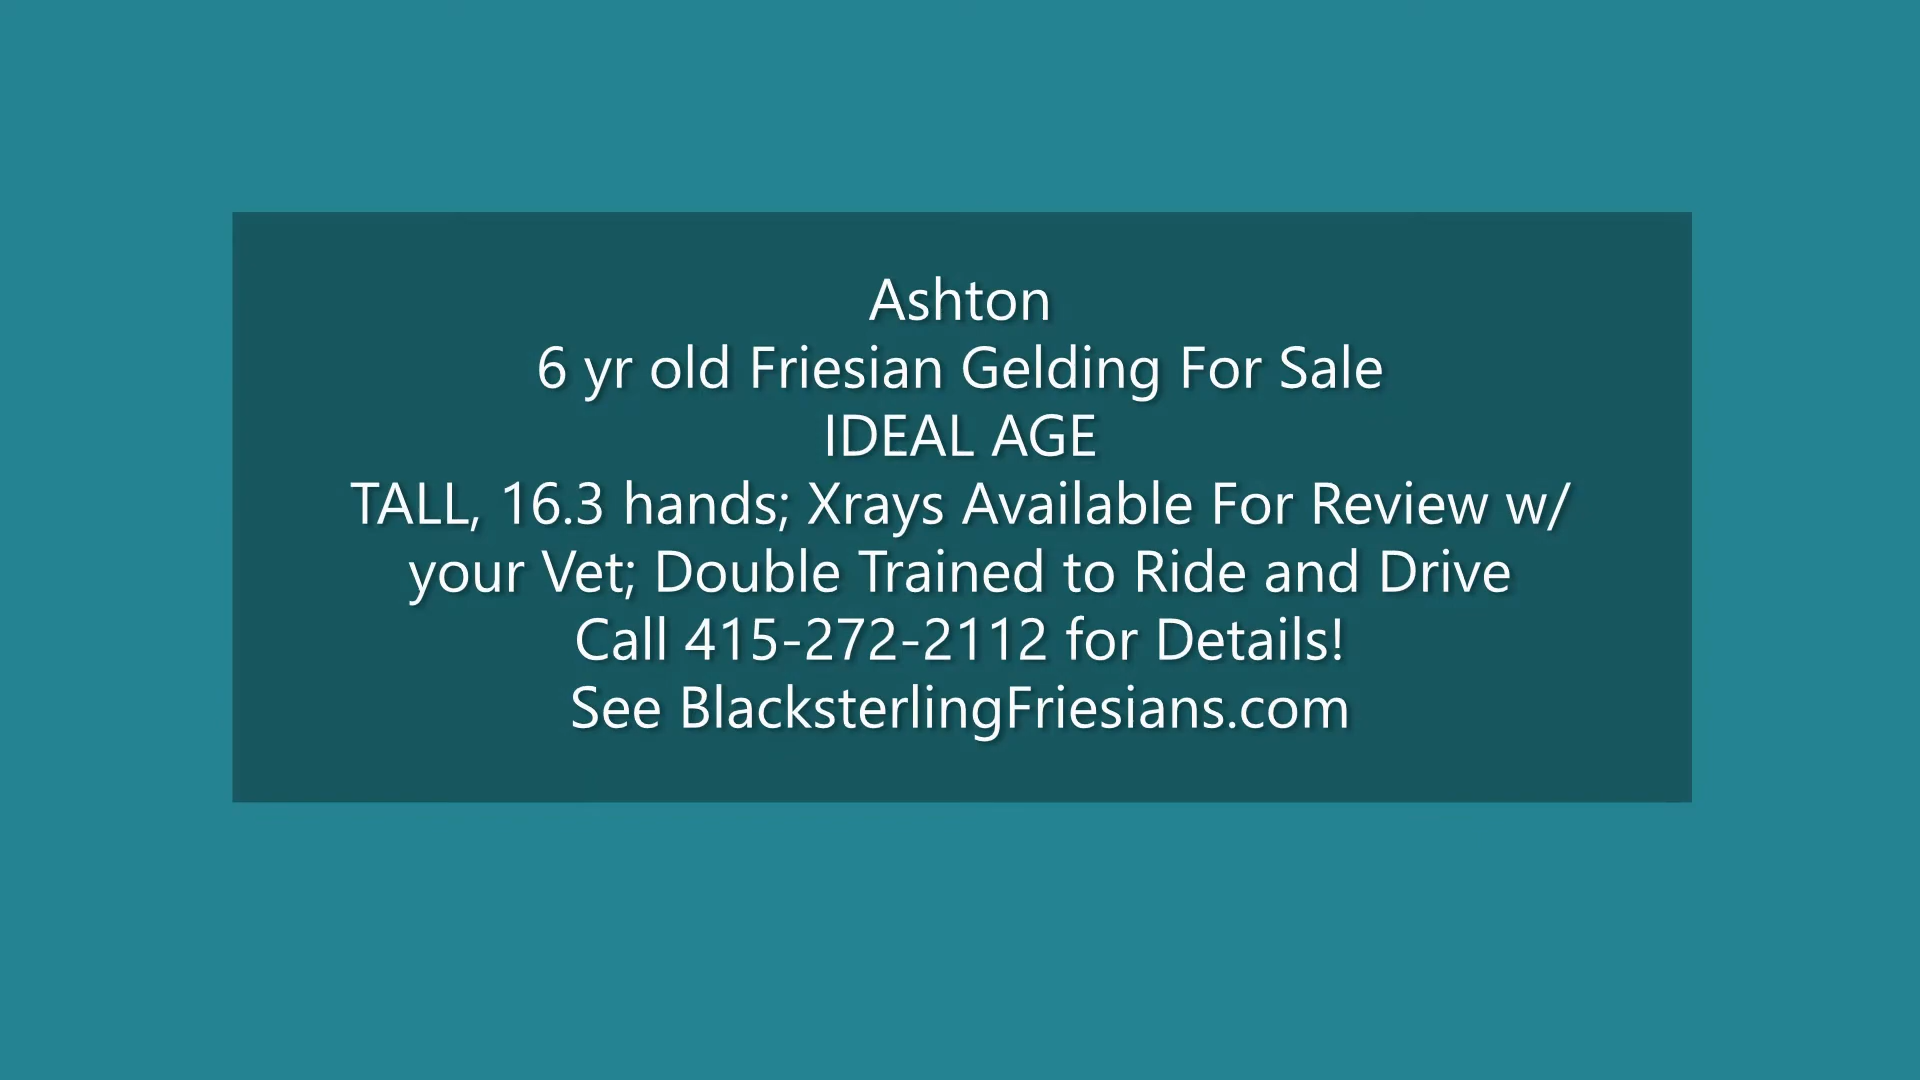 Ashton
6 yr old Friesian Gelding For Sale
IDEAL AGE
TALL, 16.3 hands; Xrays Available For Review w/
your Vet; Double Trained to Ride and Drive
Call 415-272-2112 for Details!
See BlacksterlingFriesians.com